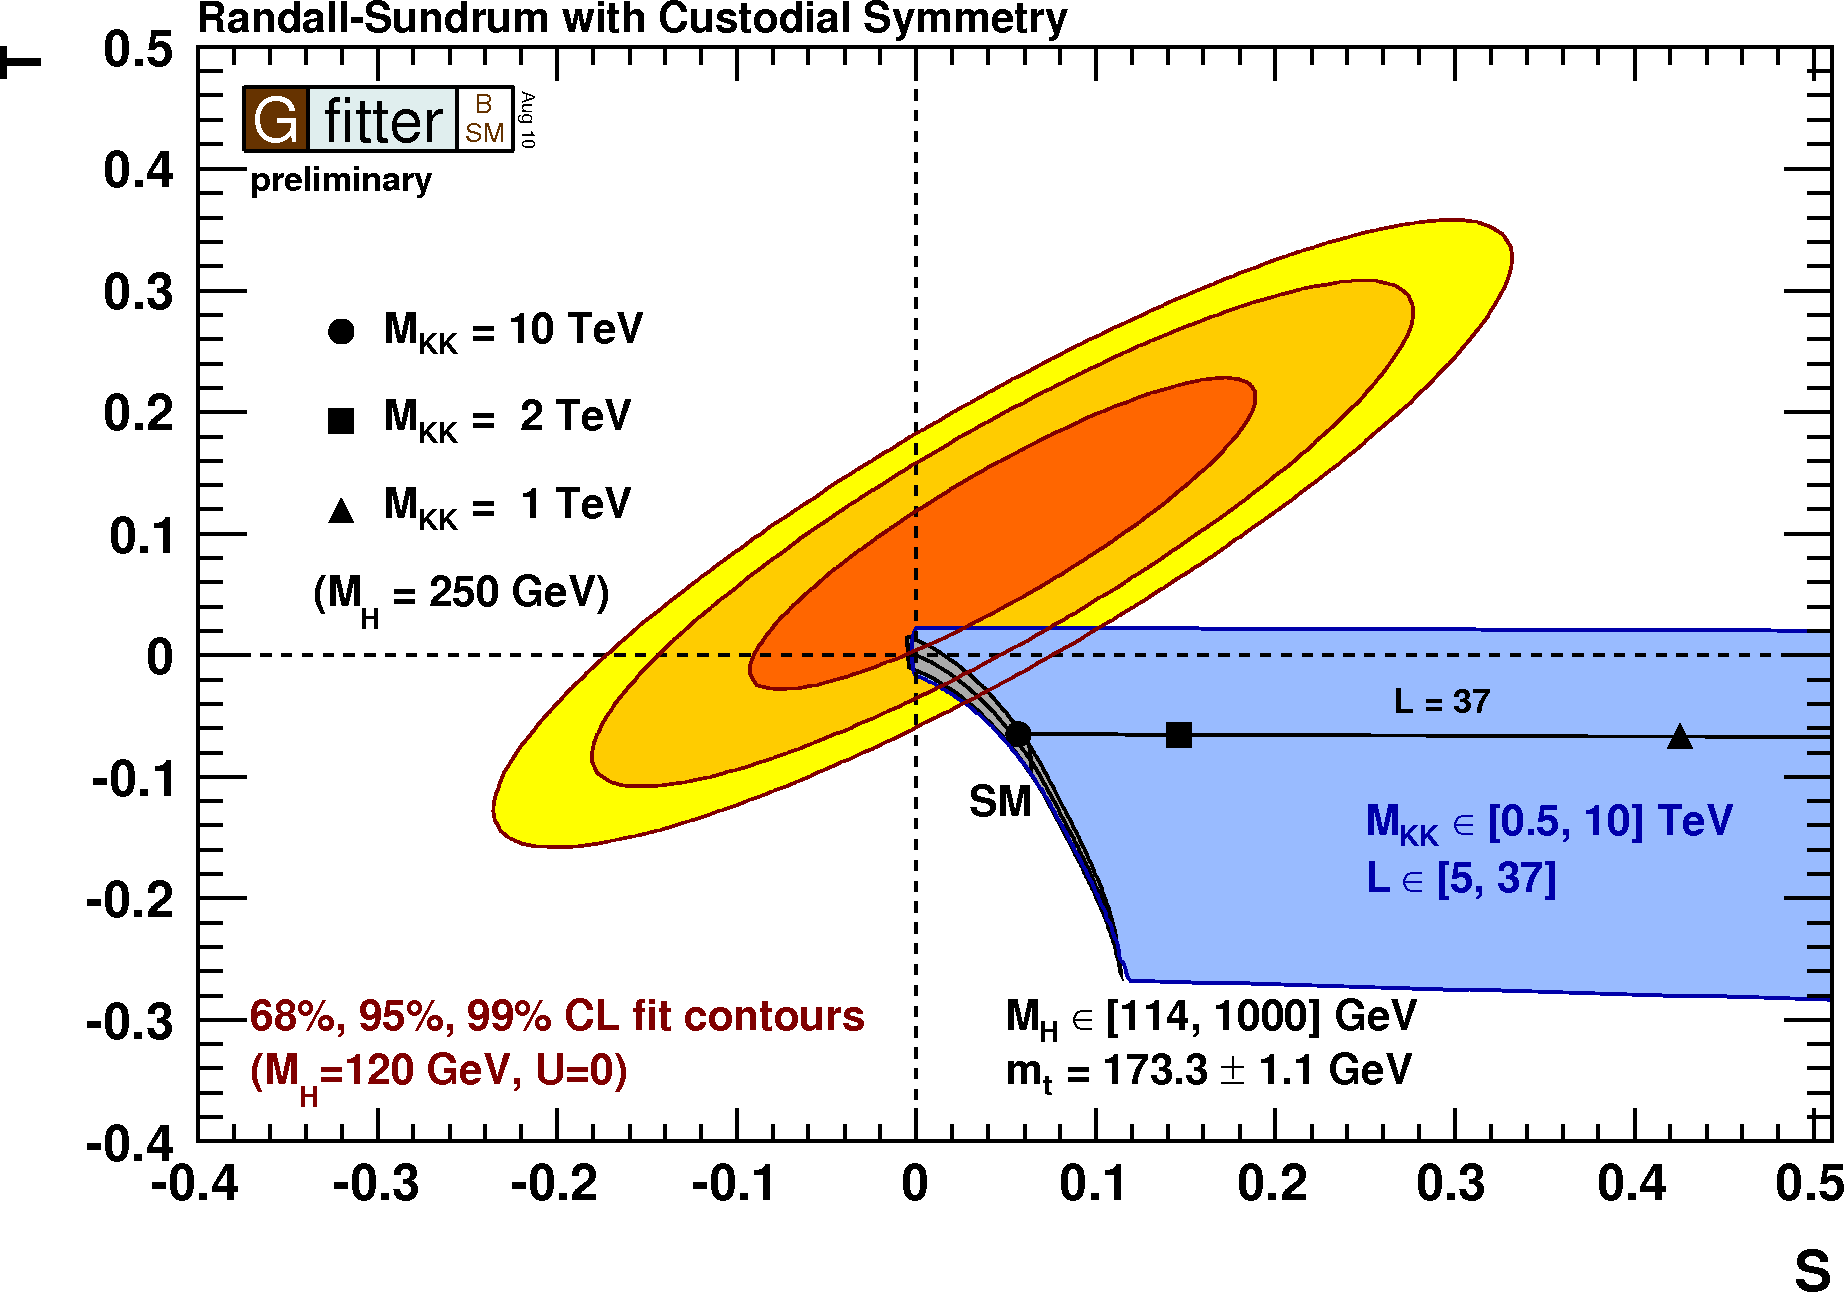 Randall-Sundrum with Custodial Symmetry
T
0.5
0.4
0.3
0.2
0.1
0
-0.1
-0.2
-0.3
-0.4
G fitter B SM
Aug 10
preliminary
M_KK = 10 TeV
M_KK = 2 TeV
M_KK = 1 TeV
(M_H = 250 GeV)
L = 37
SM
M_KK ∈ [0.5, 10] TeV
L ∈ [5, 37]
68%, 95%, 99% CL fit contours
(M_H=120 GeV, U=0)
M_H ∈ [114, 1000] GeV
m_t = 173.3 ± 1.1 GeV
-0.4 -0.3 -0.2 -0.1 0 0.1 0.2 0.3 0.4 0.5
S